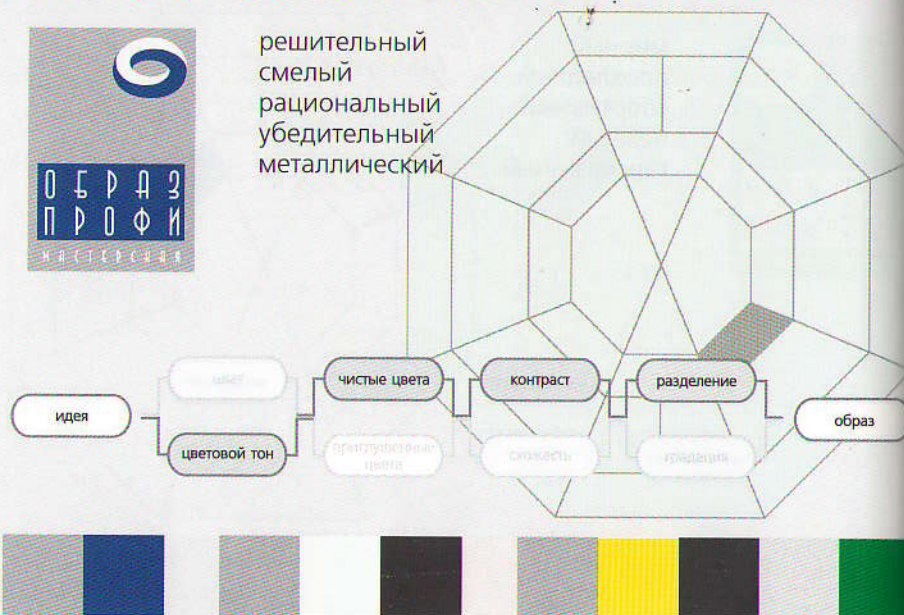 решительный
смелый
рациональный
убедительный
металлический
ОБРАЗ
ПРОФИ
МАСТЕРСКАЯ
цвет
чистые цвета
контраст
разделение
идея
образ
цветовой тон
приглушенные
цвета
схожесть
градация